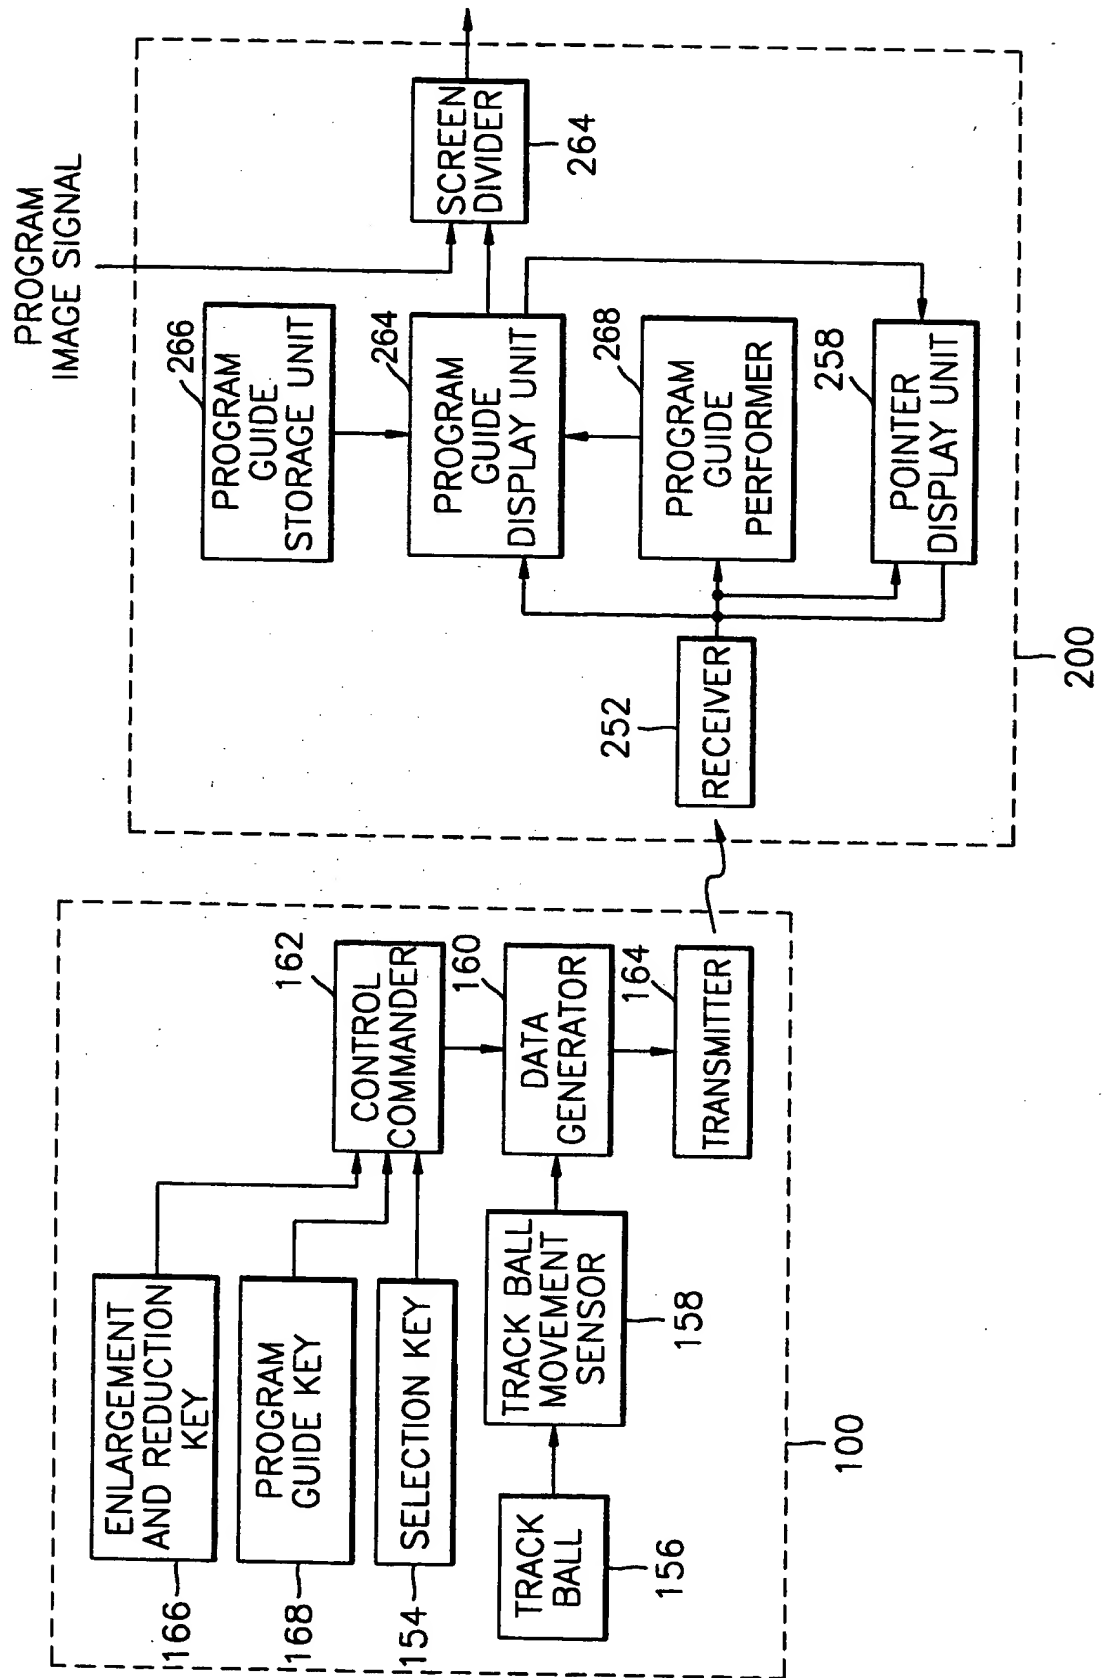 ENLARGEMENT
AND REDUCTION
KEY
166
PROGRAM
GUIDE KEY
168
SELECTION KEY
154
TRACK
BALL
156
TRACK BALL
MOVEMENT
SENSOR
158
CONTROL
COMMANDER
162
DATA
GENERATOR
160
TRANSMITTER
164
100
PROGRAM
IMAGE SIGNAL
PROGRAM
GUIDE
STORAGE UNIT
266
PROGRAM
GUIDE
DISPLAY UNIT
264
SCREEN
DIVIDER
264
PROGRAM
GUIDE
PERFORMER
268
POINTER
DISPLAY UNIT
258
RECEIVER
252
200